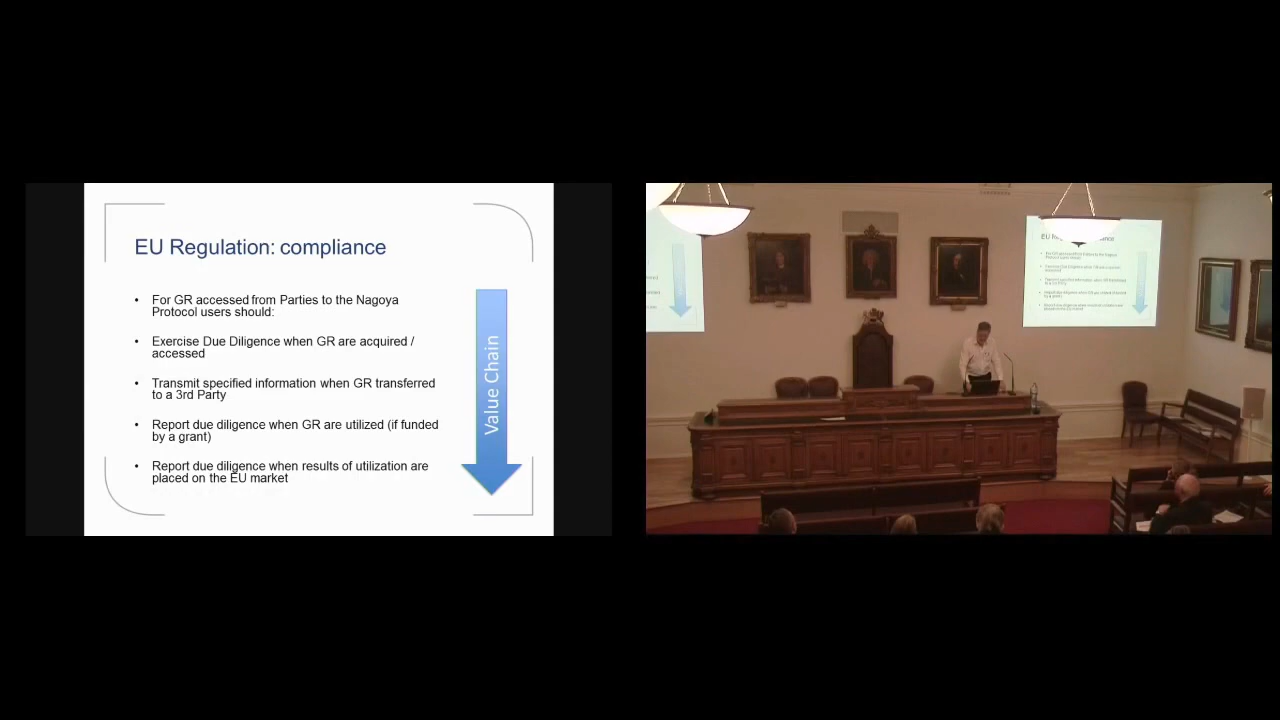 EU Regulation: compliance
• For GR accessed from Parties to the Nagoya
Protocol users should:
• Exercise Due Diligence when GR are acquired /
accessed
• Transmit specified information when GR transferred
to a 3rd Party
• Report due diligence when GR are utilized (if funded
by a grant)
• Report due diligence when results of utilization are
placed on the EU market
Value Chain